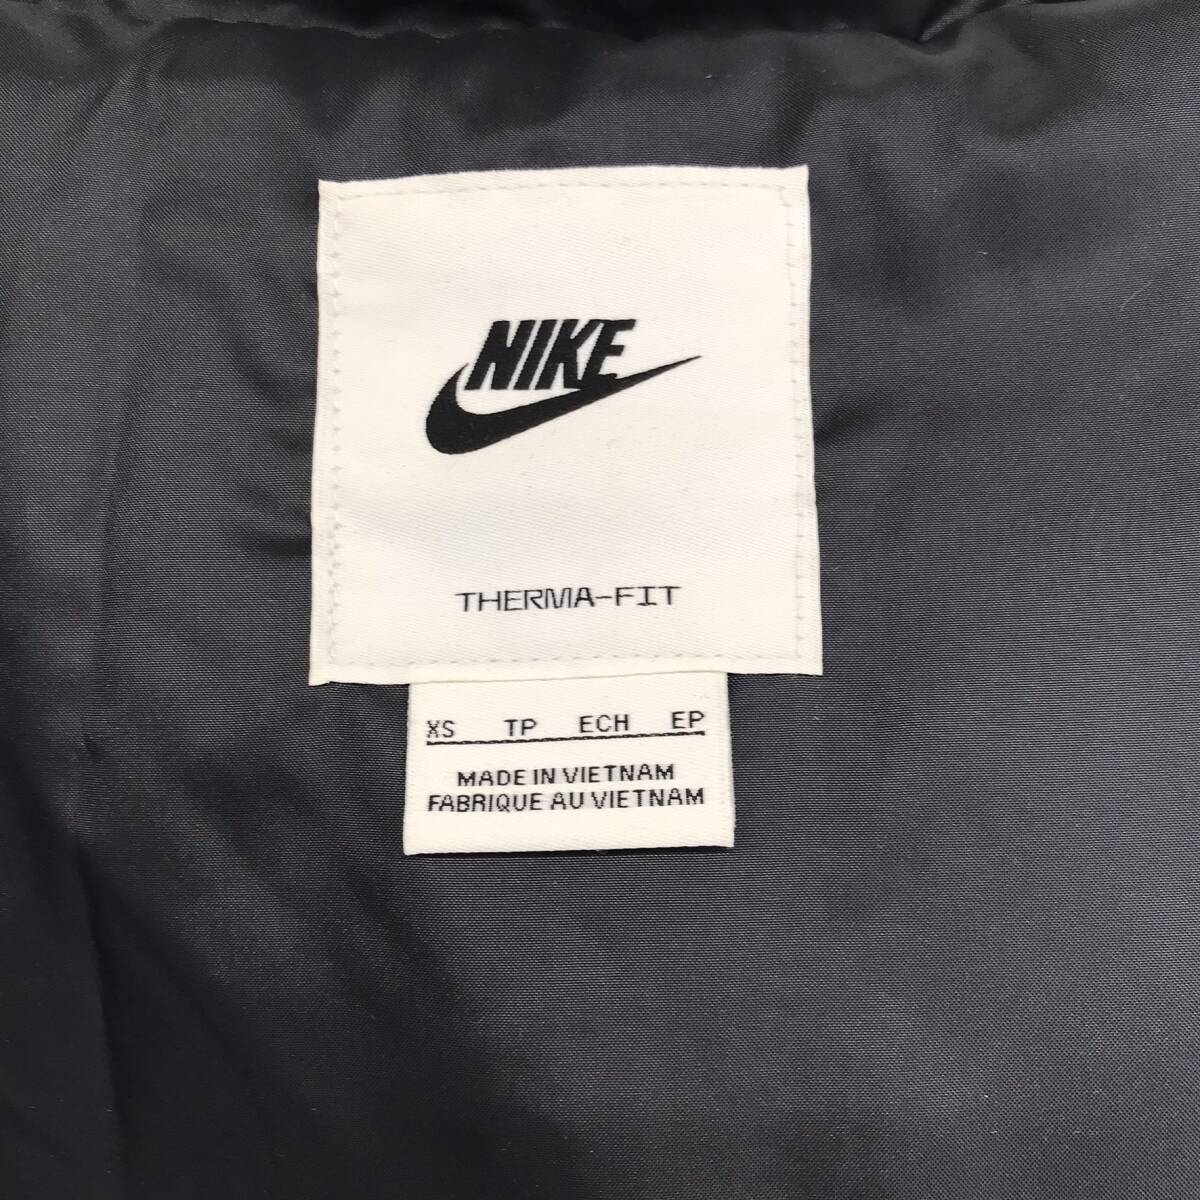 NIKE
THERMA-FIT
XS TP ECH EP
MADE IN VIETNAM
FABRIQUE AU VIETNAM